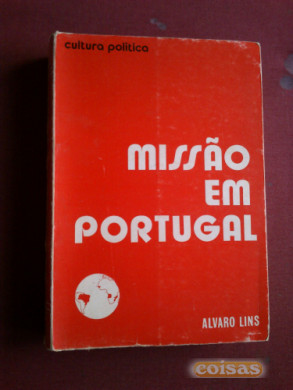 cultura política
MISSÃO
EM
PORTUGAL
ALVARO LINS
coisas